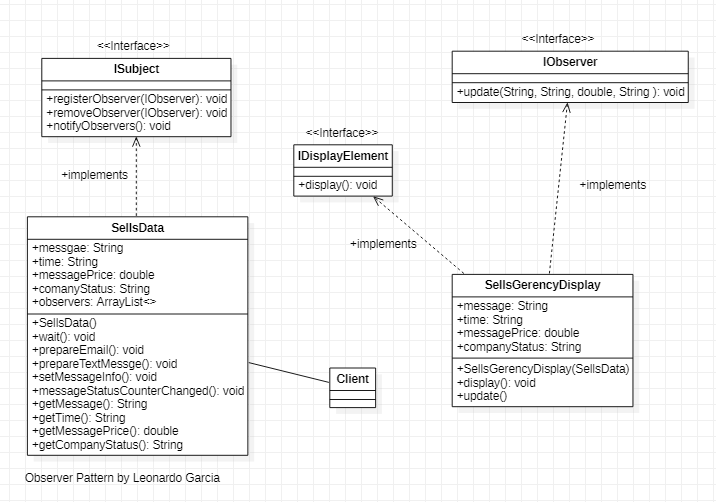 <<Interface>>
ISubject
+registerObserver(IObserver): void
+removeObserver(IObserver): void
+notifyObservers(): void
<<Interface>>
IObserver
+update(String, String, double, String ): void
<<Interface>>
IDisplayElement
+display(): void
+implements
+implements
+implements
SellsData
+messgae: String
+time: String
+messagePrice: double
+comanyStatus: String
+observers: ArrayList<>
+SellsData()
+wait(): void
+prepareEmail(): void
+prepareTextMessge(): void
+setMessageInfo(): void
+messageStatusCounterChanged(): void
+getMessage(): String
+getTime(): String
+getMessagePrice(): double
+getCompanyStatus(): String
Client
SellsGerencyDisplay
+message: String
+time: String
+messagePrice: double
+companyStatus: String
+SellsGerencyDisplay(SellsData)
+display(): void
+update()
Observer Pattern by Leonardo Garcia